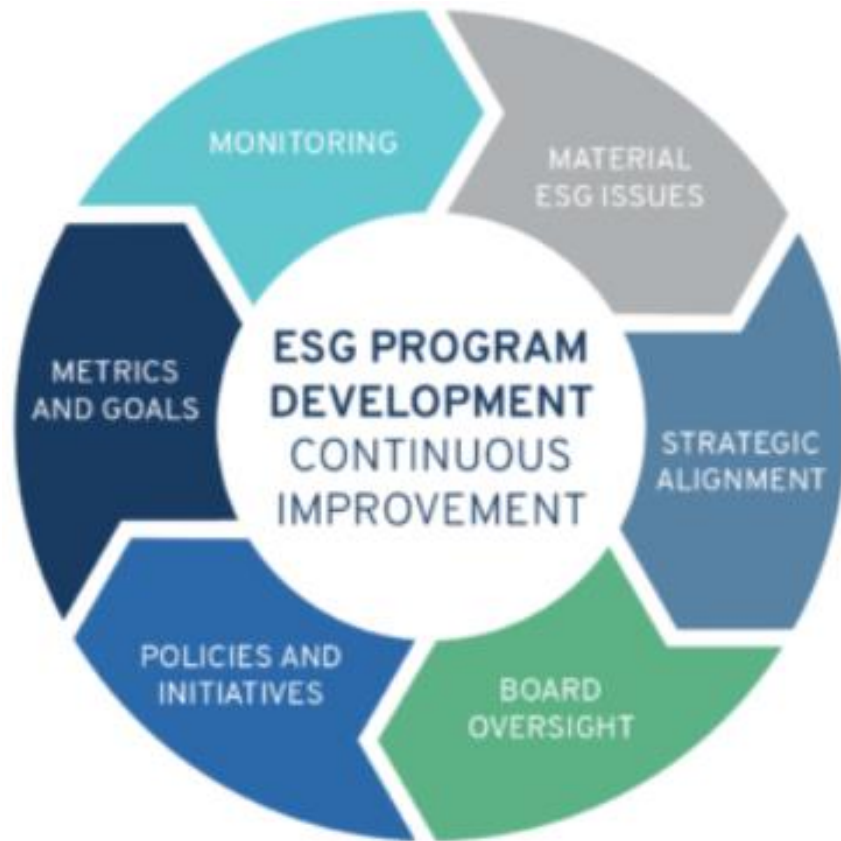 MONITORING
MATERIAL
ESG ISSUES
STRATEGIC
ALIGNMENT
BOARD
OVERSIGHT
POLICIES AND
INITIATIVES
METRICS
AND GOALS
ESG PROGRAM
DEVELOPMENT
CONTINUOUS
IMPROVEMENT